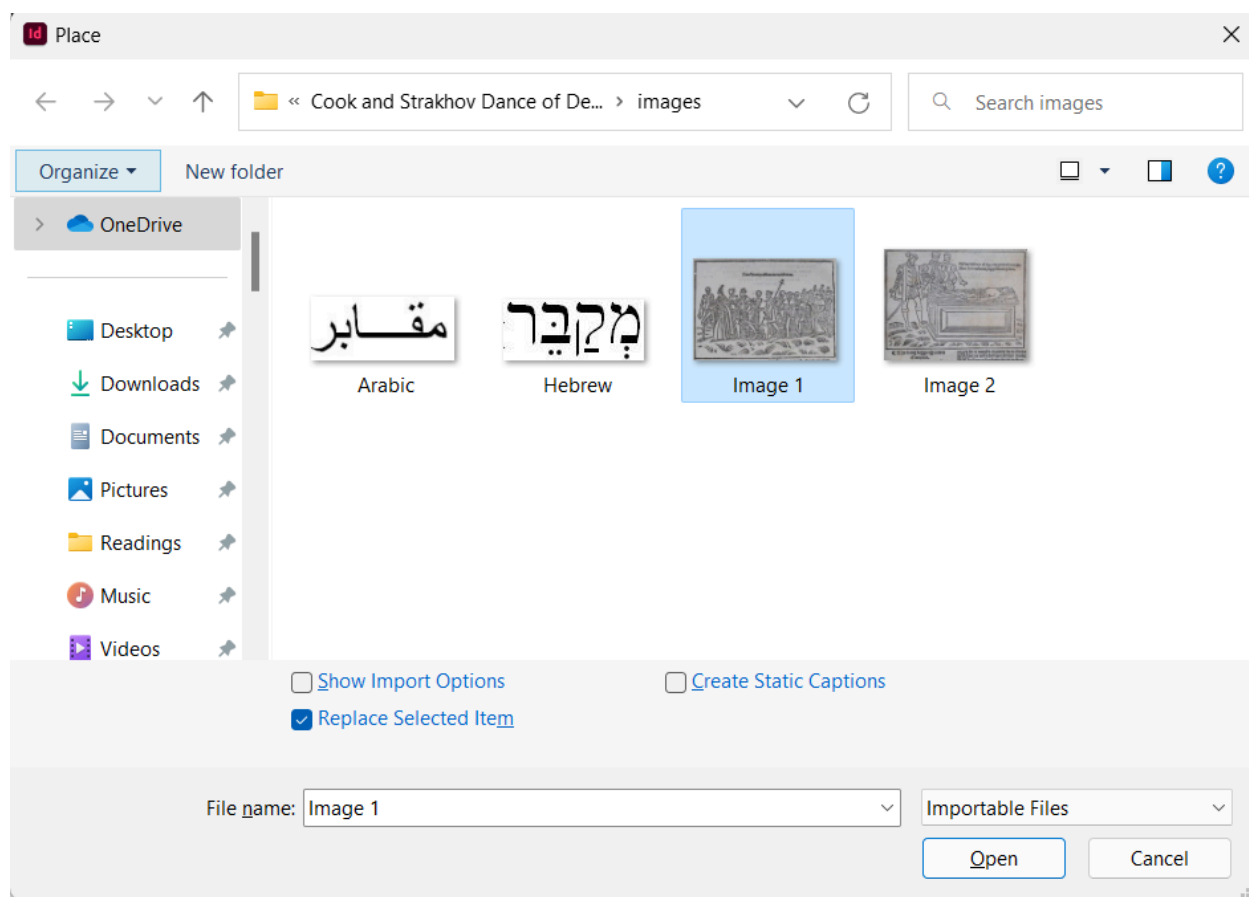 Id Place
« Cook and Strakhov Dance of De... › images
Search images
Organize
New folder
?
OneDrive
Desktop
Downloads
Documents
Pictures
Readings
Music
Videos
مقـــابر
מְקַבֵּר
Arabic
Hebrew
Image 1
Image 2
Show Import Options
Create Static Captions
Replace Selected Item
File name: Image 1
Importable Files
Open
Cancel